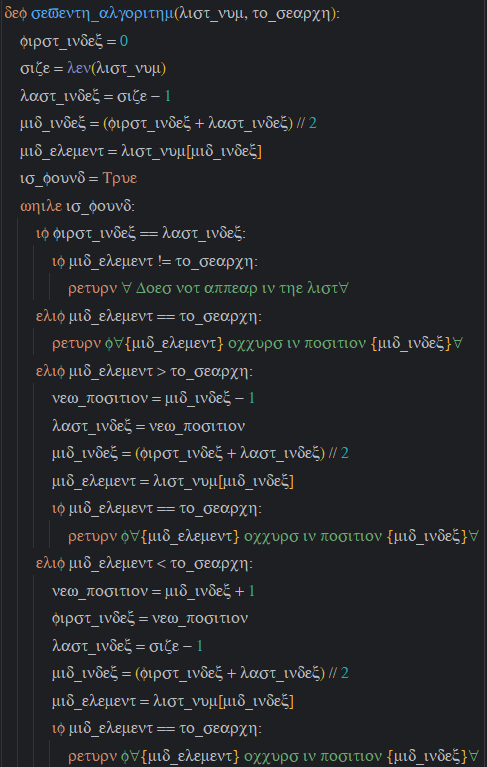 δεϕ σεϖεντη_αλγοριτημ(λιστ_νυμ, το_σεαρχη):
ϕιρστ_ινδεξ = 0
σιζε = λεν(λιστ_νυμ)
λαστ_ινδεξ = σιζε − 1
μιδ_ινδεξ = (ϕιρστ_ινδεξ + λαστ_ινδεξ) // 2
μιδ_ελεμεντ = λιστ_νυμ[μιδ_ινδεξ]
ισ_ϕουνδ = Τρυε
ωηιλε ισ_ϕουνδ:
ιϕ ϕιρστ_ινδεξ == λαστ_ινδεξ:
ιϕ μιδ_ελεμεντ != το_σεαρχη:
ρετυρν ∀ Δοεσ νοτ αππεαρ ιν τηε λιστ∀
ελιϕ μιδ_ελεμεντ == το_σεαρχη:
ρετυρν ϕ∀{μιδ_ελεμεντ} οχχυρσ ιν ποσιτιον {μιδ_ινδεξ}∀
ελιϕ μιδ_ελεμεντ > το_σεαρχη:
νεω_ποσιτιον = μιδ_ινδεξ − 1
λαστ_ινδεξ = νεω_ποσιτιον
μιδ_ινδεξ = (ϕιρστ_ινδεξ + λαστ_ινδεξ) // 2
μιδ_ελεμεντ = λιστ_νυμ[μιδ_ινδεξ]
ιϕ μιδ_ελεμεντ == το_σεαρχη:
ρετυρν ϕ∀{μιδ_ελεμεντ} οχχυρσ ιν ποσιτιον {μιδ_ινδεξ}∀
ελιϕ μιδ_ελεμεντ < το_σεαρχη:
νεω_ποσιτιον = μιδ_ινδεξ + 1
ϕιρστ_ινδεξ = νεω_ποσιτιον
λαστ_ινδεξ = σιζε − 1
μιδ_ινδεξ = (ϕιρστ_ινδεξ + λαστ_ινδεξ) // 2
μιδ_ελεμεντ = λιστ_νυμ[μιδ_ινδεξ]
ιϕ μιδ_ελεμεντ == το_σεαρχη:
ρετυρν ϕ∀{μιδ_ελεμεντ} οχχυρσ ιν ποσιτιον {μιδ_ινδεξ}∀